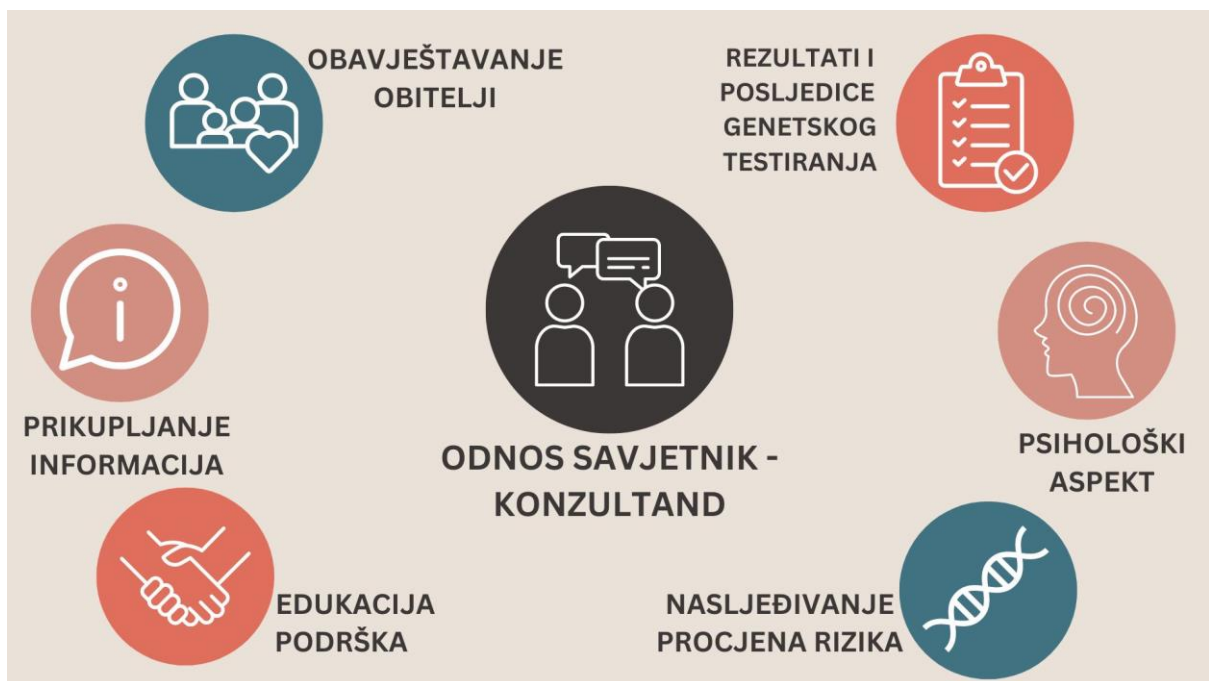 OBAVJEŠTAVANJE
OBITELJI
REZULTATI I
POSLJEDICE
GENETSKOG
TESTIRANJA
PRIKUPLJANJE
INFORMACIJA
ODNOS SAVJETNIK -
KONZULTAND
PSIHOLOŠKI
ASPEKT
EDUKACIJA
PODRŠKA
NASLJEĐIVANJE
PROCJENA RIZIKA